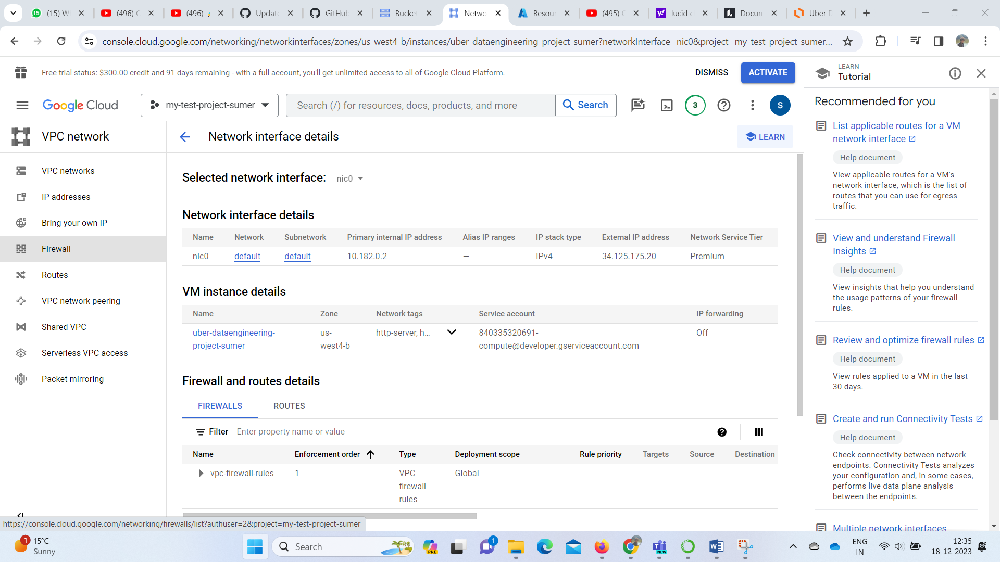 15
(15) Wi
(496) C
(496)
Update
GitHub
Bucket
Netwo
Resour
(495) C
lucid c
Docum
Uber D
console.cloud.google.com/networking/networkinterfaces/zones/us-west4-b/instances/uber-dataengineering-project-sumer?networkInterface=nic0&project=my-test-project-sumer...
Free trial status: $300.00 credit and 91 days remaining - with a full account, you'll get unlimited access to all of Google Cloud Platform.
DISMISS
ACTIVATE
LEARN
Tutorial
Google Cloud
my-test-project-sumer
Search (/) for resources, docs, products, and more
Search
3
S
VPC network
VPC networks
IP addresses
Bring your own IP
Firewall
Routes
VPC network peering
Shared VPC
Serverless VPC access
Packet mirroring
Network interface details
LEARN
Selected network interface: nic0
Network interface details
Name Network Subnetwork Primary internal IP address Alias IP ranges IP stack type External IP address Network Service Tier
nic0 default default 10.182.0.2 — IPv4 34.125.175.20 Premium
VM instance details
Name Zone Network tags Service account IP forwarding
uber-dataengineering- us- http-server, h... 840335320691- Off
project-sumer west4-b compute@developer.gserviceaccount.com
Firewall and routes details
FIREWALLS ROUTES
Filter Enter property name or value
Name Enforcement order Type Deployment scope Rule priority Targets Source Destination
vpc-firewall-rules 1 VPC Global
firewall
rules
Recommended for you
List applicable routes for a VM
network interface
Help document
View applicable routes for a VM's
network interface, which is the list of
routes that you can use for egress
traffic.
View and understand Firewall
Insights
Help document
View insights that help you understand
the usage patterns of your firewall
rules.
Review and optimize firewall rules
Help document
View rules applied to a VM in the last
30 days.
Create and run Connectivity Tests
Help document
Check connectivity between network
endpoints. Connectivity Tests analyzes
your configuration and, in some cases,
performs live data plane analysis
between the endpoints.
Multiple network interfaces
https://console.cloud.google.com/networking/firewalls/list?authuser=2&project=my-test-project-sumer
1
15°C
Sunny
Search
PRE
1
NEW
ENG
IN
12:35
18-12-2023